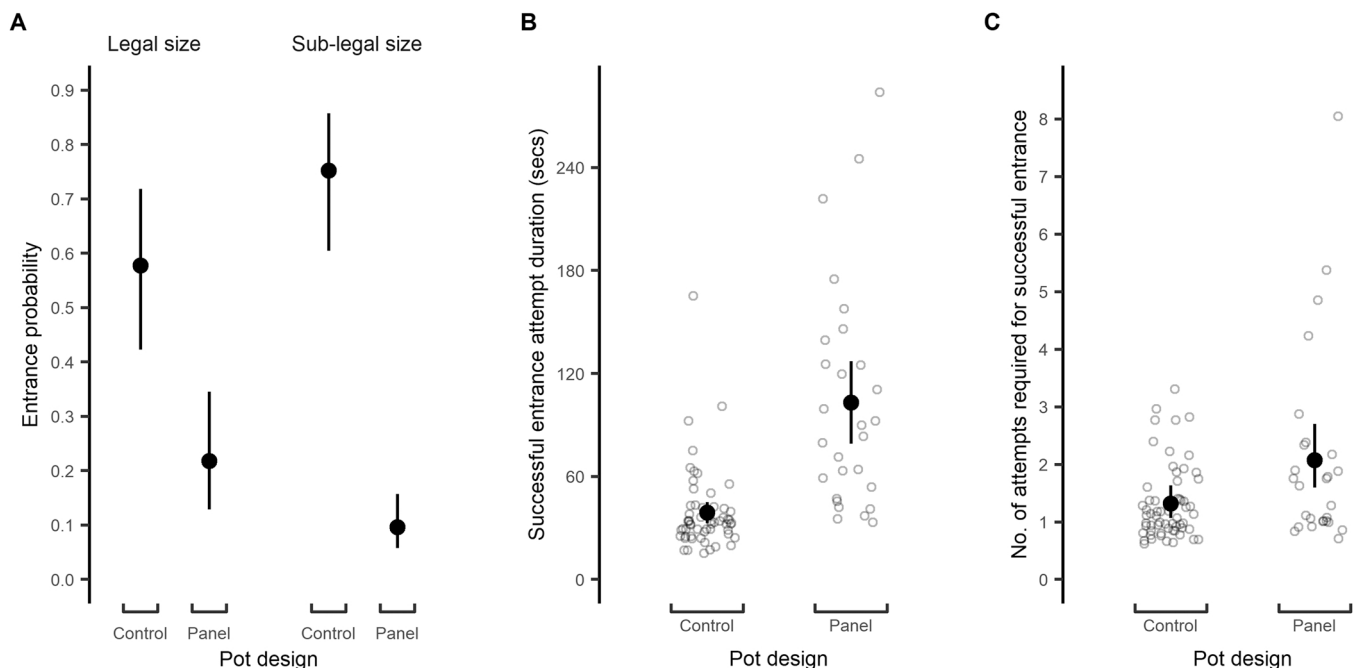 A
Legal size
Sub-legal size
Entrance probability
0.9
0.8
0.7
0.6
0.5
0.4
0.3
0.2
0.1
0.0
Control
Panel
Control
Panel
Pot design
B
Successful entrance attempt duration (secs)
240
180
120
60
0
Control
Panel
Pot design
C
No. of attempts required for successful entrance
8
7
6
5
4
3
2
1
0
Control
Panel
Pot design